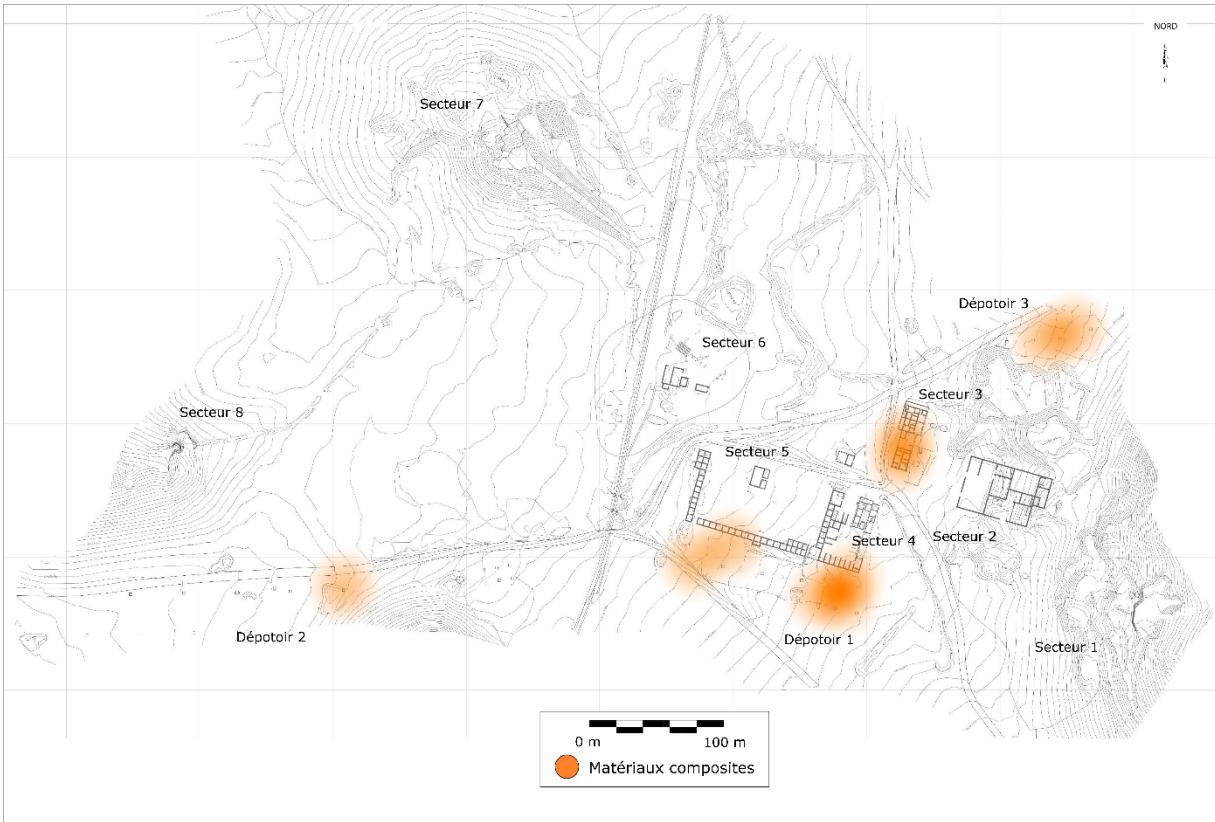 NORD
Secteur 7
Dépotoir 3
Secteur 6
Secteur 3
Secteur 8
Secteur 5
Secteur 2
Secteur 4
Dépotoir 2
Dépotoir 1
Secteur 1
0 m 100 m
Matériaux composites